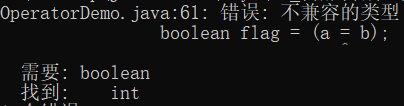 OperatorDemo.java:61: 错误: 不兼容的类型
boolean flag = (a = b);
^
需要: boolean
找到: int